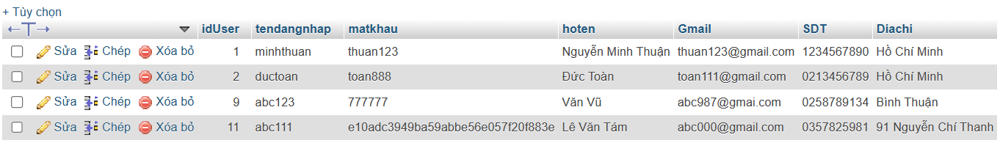 + Tùy chọn
←T→ idUser tendangnhap matkhau hoten Gmail SDT Diachi
Sửa Chép Xóa bỏ 1 minhthuan thuan123 Nguyễn Minh Thuận thuan123@gmail.com 1234567890 Hồ Chí Minh
Sửa Chép Xóa bỏ 2 ductoan toan888 Đức Toàn toan111@gmail.com 0213456789 Hồ Chí Minh
Sửa Chép Xóa bỏ 9 abc123 777777 Văn Vũ abc987@gmai.com 0258789134 Bình Thuận
Sửa Chép Xóa bỏ 11 abc111 e10adc3949ba59abbe56e057f20f883e Lê Văn Tám abc000@gmail.com 0357825981 91 Nguyễn Chí Thanh